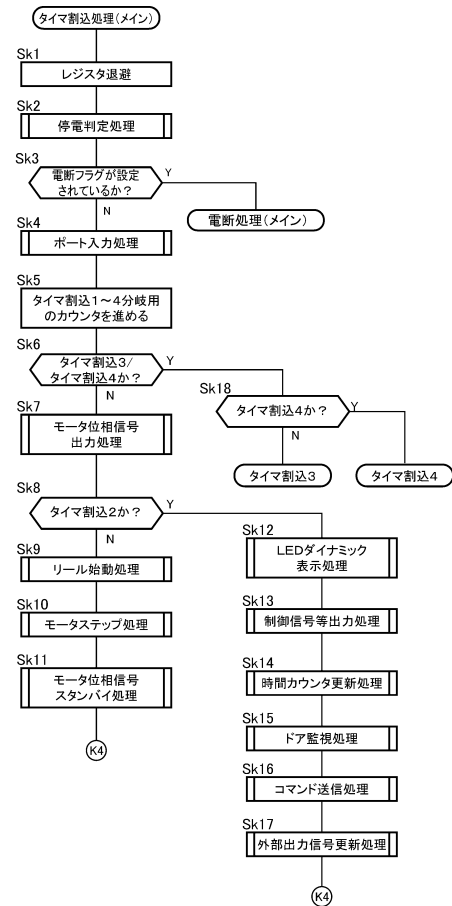 タイマ割込処理(メイン)
Sk1
レジスタ退避
Sk2
停電判定処理
Sk3
電断フラグが設定
されているか？
Y
N
電断処理(メイン)
Sk4
ポート入力処理
Sk5
タイマ割込1～4分岐用
のカウンタを進める
Sk6
タイマ割込3/
タイマ割込4か？
Y
N
Sk18
タイマ割込4か？
Y
N
タイマ割込3
タイマ割込4
Sk7
モータ位相信号
出力処理
Sk8
タイマ割込2か？
Y
N
Sk9
リール始動処理
Sk10
モータステップ処理
Sk11
モータ位相信号
スタンバイ処理
K4
Sk12
LEDダイナミック
表示処理
Sk13
制御信号等出力処理
Sk14
時間カウンタ更新処理
Sk15
ドア監視処理
Sk16
コマンド送信処理
Sk17
外部出力信号更新処理
K4